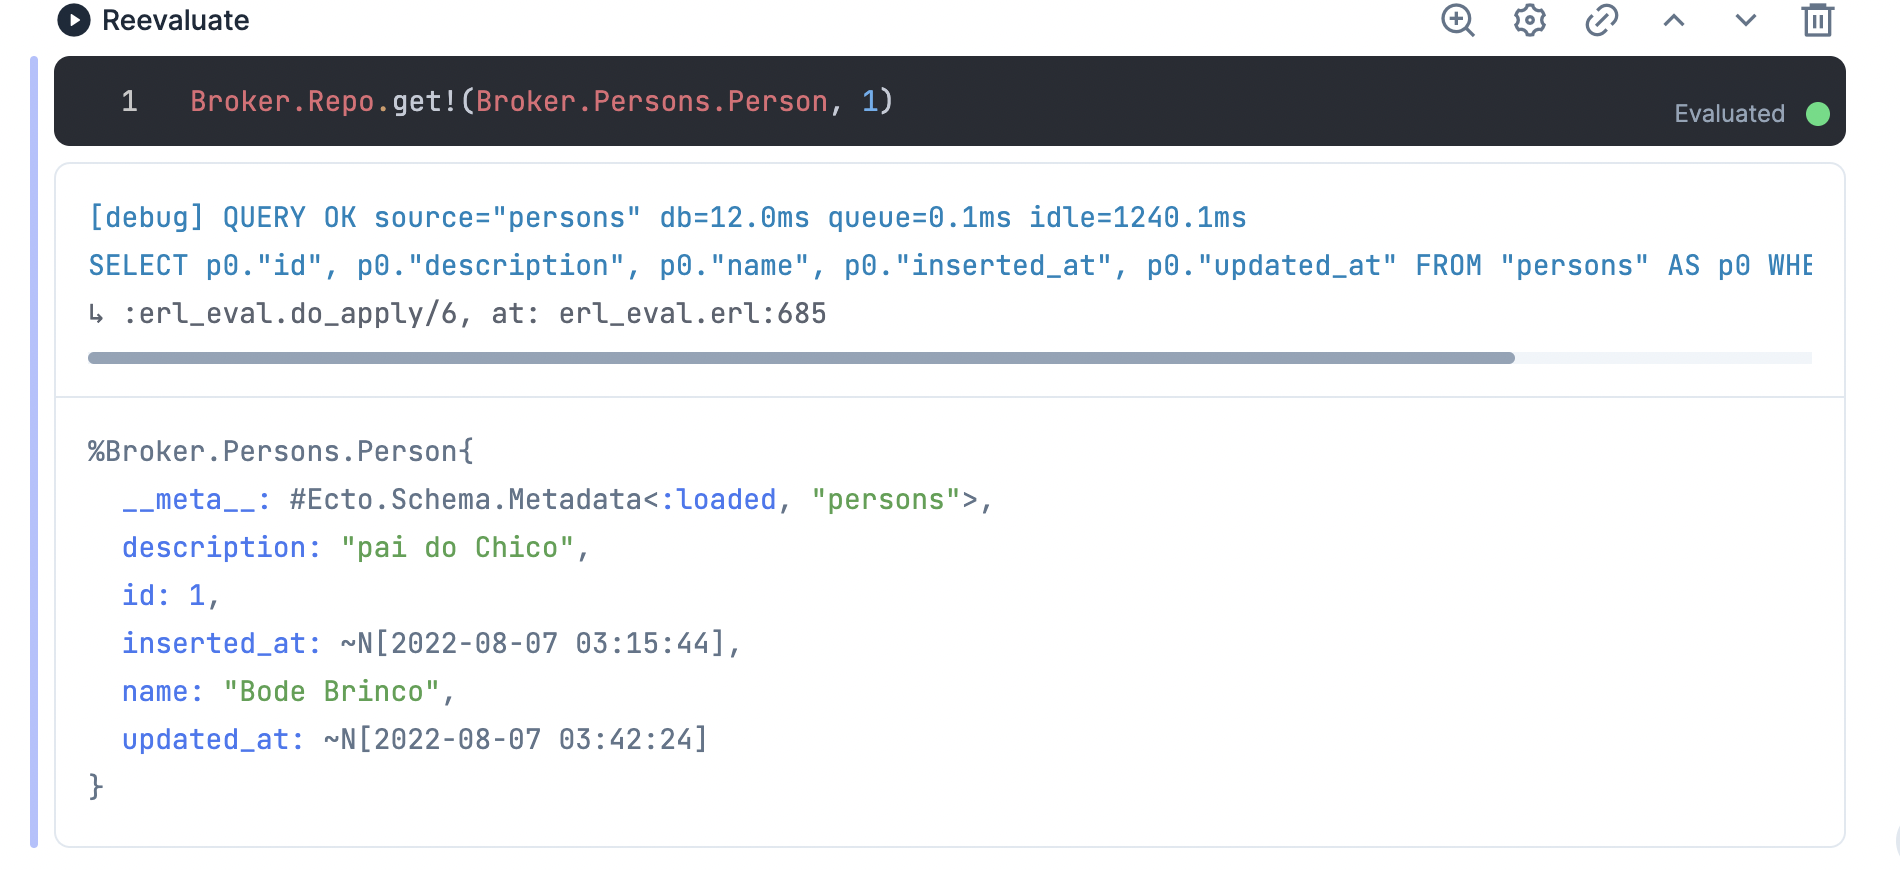 Reevaluate
1 Broker.Repo.get!(Broker.Persons.Person, 1)
Evaluated
[debug] QUERY OK source="persons" db=12.0ms queue=0.1ms idle=1240.1ms
SELECT p0."id", p0."description", p0."name", p0."inserted_at", p0."updated_at" FROM "persons" AS p0 WHE
↳ :erl_eval.do_apply/6, at: erl_eval.erl:685
%Broker.Persons.Person{
  __meta__: #Ecto.Schema.Metadata<:loaded, "persons">,
  description: "pai do Chico",
  id: 1,
  inserted_at: ~N[2022-08-07 03:15:44],
  name: "Bode Brinco",
  updated_at: ~N[2022-08-07 03:42:24]
}